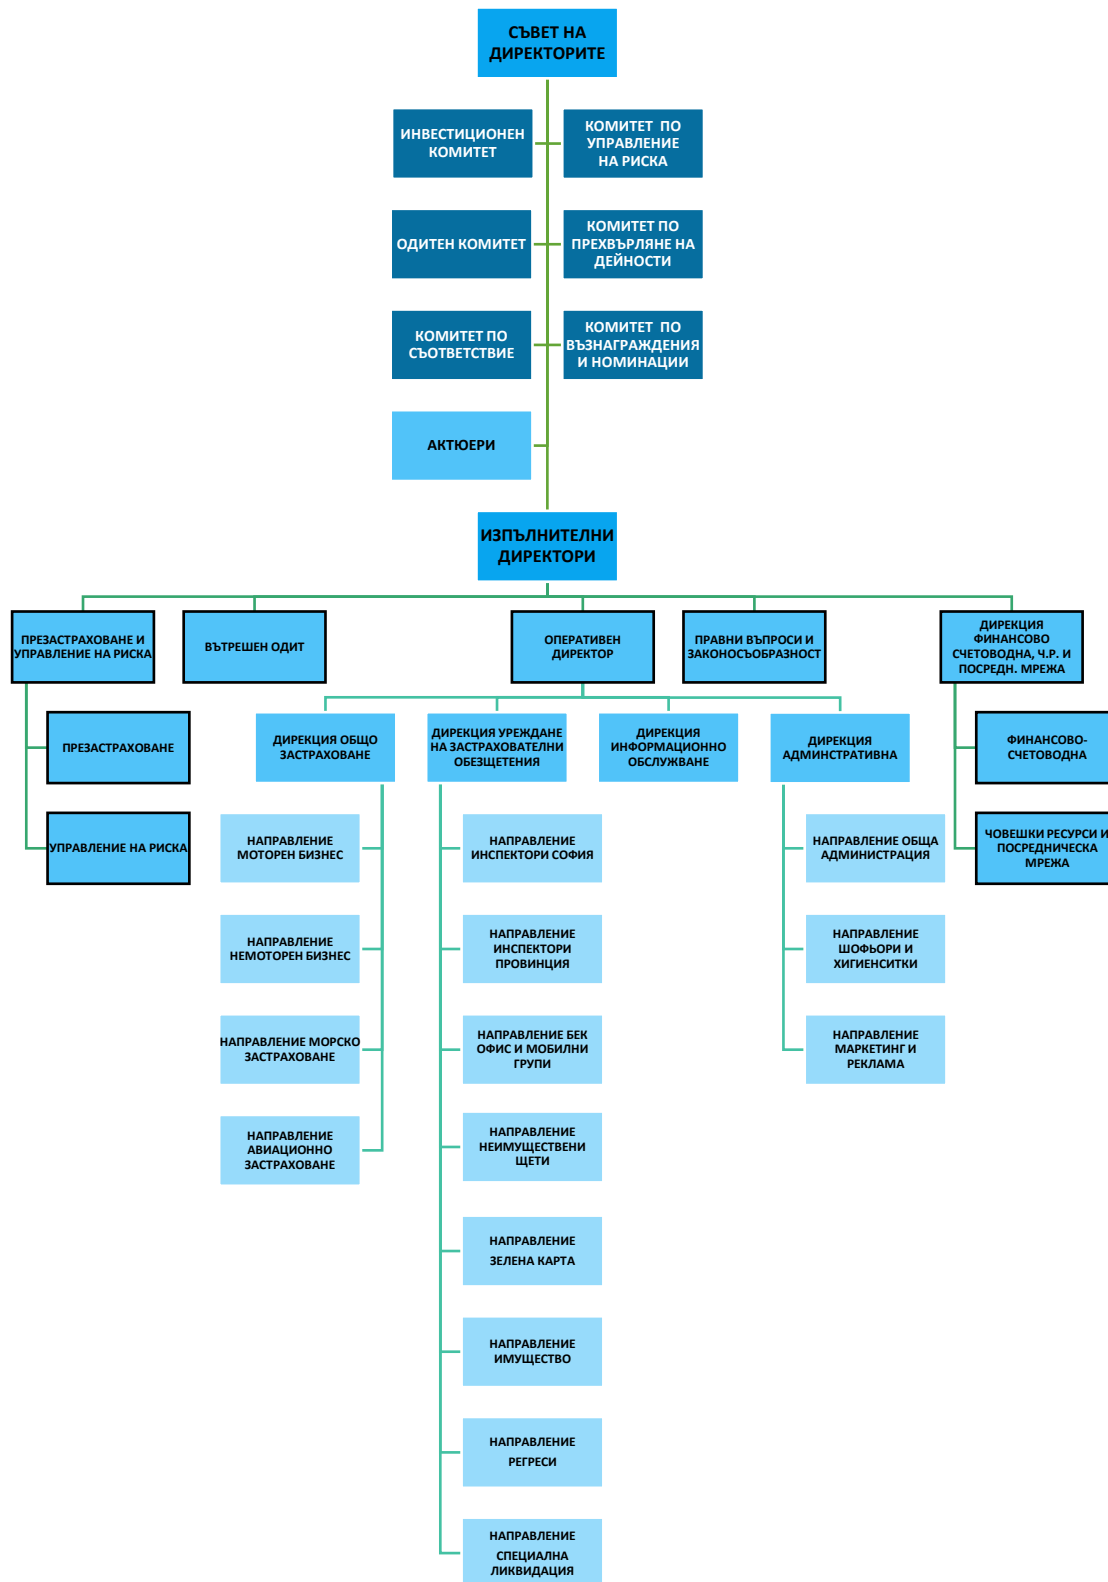 СЪВЕТ НА
ДИРЕКТОРИТЕ
ИНВЕСТИЦИОНЕН
КОМИТЕТ
КОМИТЕТ ПО
УПРАВЛЕНИЕ
НА РИСКА
ОДИТЕН КОМИТЕТ
КОМИТЕТ ПО
ПРЕХВЪРЛЯНЕ НА
ДЕЙНОСТИ
КОМИТЕТ ПО
СЪОТВЕТСТВИЕ
КОМИТЕТ ПО
ВЪЗНАГРАЖДЕНИЯ
И НОМИНАЦИИ
АКТЮЕРИ
ИЗПЪЛНИТЕЛНИ
ДИРЕКТОРИ
ПРЕЗАСТРАХОВАНЕ И
УПРАВЛЕНИЕ НА РИСКА
ВЪТРЕШЕН ОДИТ
ОПЕРАТИВЕН
ДИРЕКТОР
ПРАВНИ ВЪПРОСИ И
ЗАКОНОСЪОБРАЗНОСТ
ДИРЕКЦИЯ
ФИНАНСОВО
СЧЕТОВОДНА, Ч.Р. И
ПОСРЕДН. МРЕЖА
ПРЕЗАСТРАХОВАНЕ
УПРАВЛЕНИЕ НА РИСКА
ДИРЕКЦИЯ ОБЩО
ЗАСТРАХОВАНЕ
ДИРЕКЦИЯ УРЕЖДАНЕ
НА ЗАСТРАХОВАТЕЛНИ
ОБЕЗЩЕТЕНИЯ
ДИРЕКЦИЯ
ИНФОРМАЦИОННО
ОБСЛУЖВАНЕ
ДИРЕКЦИЯ
АДМИНСТРАТИВНА
ФИНАНСОВО-
СЧЕТОВОДНА
ЧОВЕШКИ РЕСУРСИ И
ПОСРЕДНИЧЕСКА
МРЕЖА
НАПРАВЛЕНИЕ
МОТОРЕН БИЗНЕС
НАПРАВЛЕНИЕ
НЕМОТОРЕН БИЗНЕС
НАПРАВЛЕНИЕ МОРСКО
ЗАСТРАХОВАНЕ
НАПРАВЛЕНИЕ
АВИАЦИОННО
ЗАСТРАХОВАНЕ
НАПРАВЛЕНИЕ
ИНСПЕКТОРИ СОФИЯ
НАПРАВЛЕНИЕ
ИНСПЕКТОРИ
ПРОВИНЦИЯ
НАПРАВЛЕНИЕ БЕК
ОФИС И МОБИЛНИ
ГРУПИ
НАПРАВЛЕНИЕ
НЕИМУЩЕСТВЕНИ
ЩЕТИ
НАПРАВЛЕНИЕ
ЗЕЛЕНА КАРТА
НАПРАВЛЕНИЕ
ИМУЩЕСТВО
НАПРАВЛЕНИЕ
РЕГРЕСИ
НАПРАВЛЕНИЕ
СПЕЦИАЛНА
ЛИКВИДАЦИЯ
НАПРАВЛЕНИЕ ОБЩА
АДМИНИСТРАЦИЯ
НАПРАВЛЕНИЕ
ШОФЬОРИ И
ХИГИЕНСИТКИ
НАПРАВЛЕНИЕ
МАРКЕТИНГ И
РЕКЛАМА